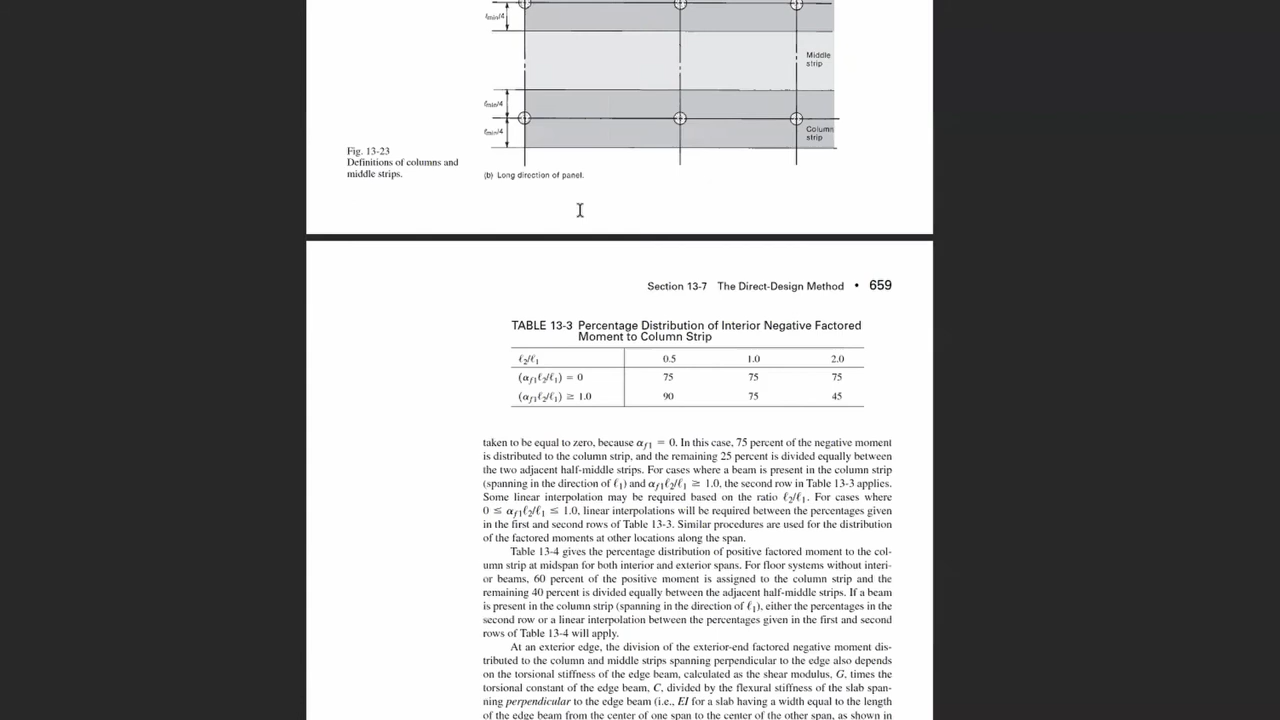 ℓmin/4
Middle
strip
ℓmin/4
ℓmin/4
Column
strip
Fig. 13-23
Definitions of columns and
middle strips.
(b) Long direction of panel.
Section 13-7 The Direct-Design Method • 659
TABLE 13-3 Percentage Distribution of Interior Negative Factored
Moment to Column Strip
ℓ2/ℓ1 0.5 1.0 2.0
(αf1ℓ2/ℓ1) = 0 75 75 75
(αf1ℓ2/ℓ1) ≥ 1.0 90 75 45
taken to be equal to zero, because αf1 = 0. In this case, 75 percent of the negative moment
is distributed to the column strip, and the remaining 25 percent is divided equally between
the two adjacent half-middle strips. For cases where a beam is present in the column strip
(spanning in the direction of ℓ1) and αf1ℓ2/ℓ1 ≥ 1.0, the second row in Table 13-3 applies.
Some linear interpolation may be required based on the ratio ℓ2/ℓ1. For cases where
0 ≤ αf1ℓ2/ℓ1 ≤ 1.0, linear interpolations will be required between the percentages given
in the first and second rows of Table 13-3. Similar procedures are used for the distribution
of the factored moments at other locations along the span.
Table 13-4 gives the percentage distribution of positive factored moment to the col-
umn strip at midspan for both interior and exterior spans. For floor systems without interi-
or beams, 60 percent of the positive moment is assigned to the column strip and the
remaining 40 percent is divided equally between the adjacent half-middle strips. If a beam
is present in the column strip (spanning in the direction of ℓ1), either the percentages in the
second row or a linear interpolation between the percentages given in the first and second
rows of Table 13-4 will apply.
At an exterior edge, the division of the exterior-end factored negative moment dis-
tributed to the column and middle strips spanning perpendicular to the edge also depends
on the torsional stiffness of the edge beam, calculated as the shear modulus, G, times the
torsional constant of the edge beam, C, divided by the flexural stiffness of the slab span-
ning perpendicular to the edge beam (i.e., EI for a slab having a width equal to the length
of the edge beam from the center of one span to the center of the other span, as shown in